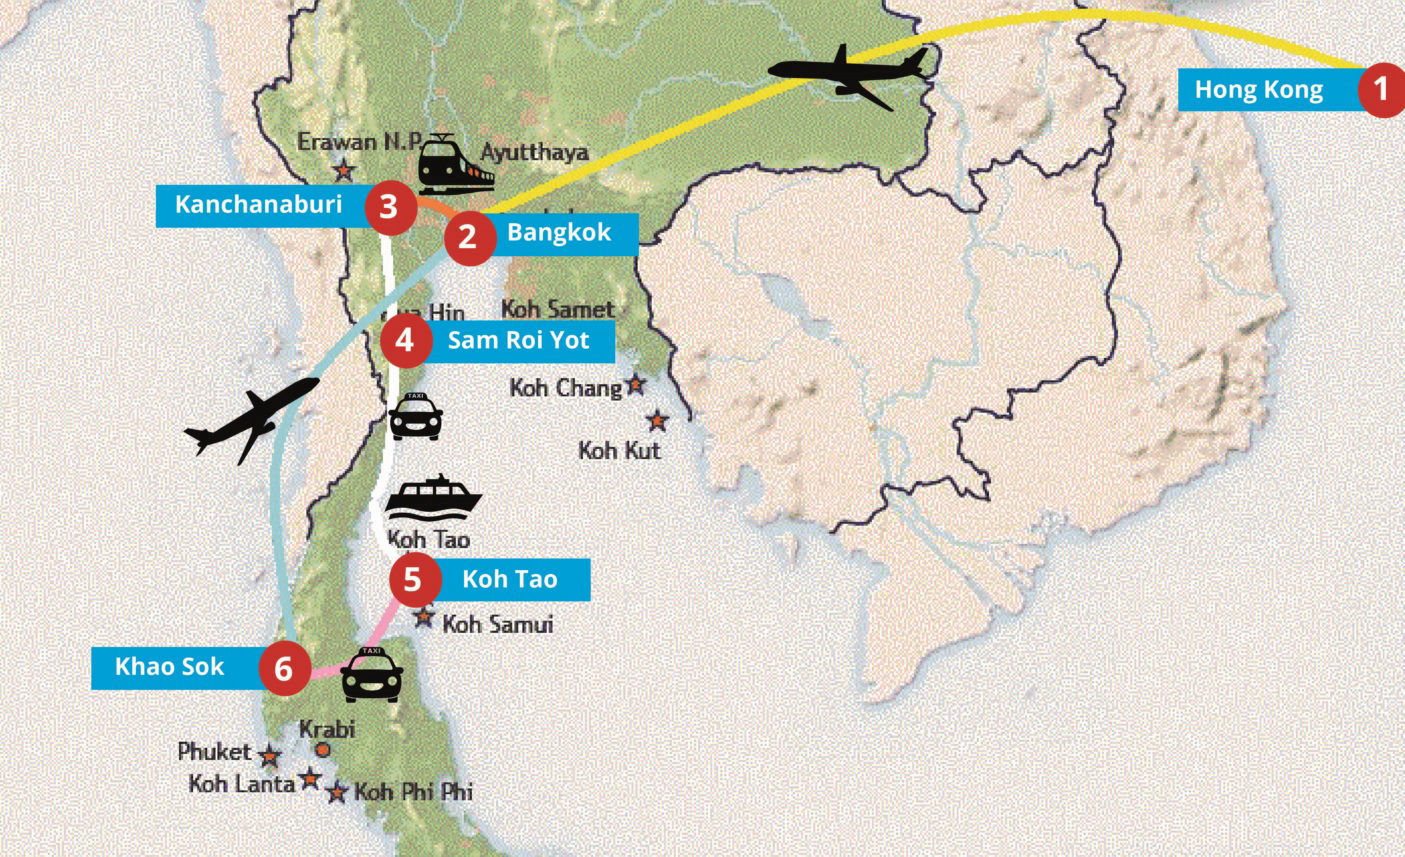 Hong Kong 1
Erawan N.P.
Ayutthaya
Kanchanaburi 3
2 Bangkok
Hin
Koh Samet
4 Sam Roi Yot
Koh Chang
Koh Kut
TAXI
Koh Tao
5 Koh Tao
Koh Samui
TAXI
Khao Sok 6
Krabi
Phuket
Koh Lanta
Koh Phi Phi